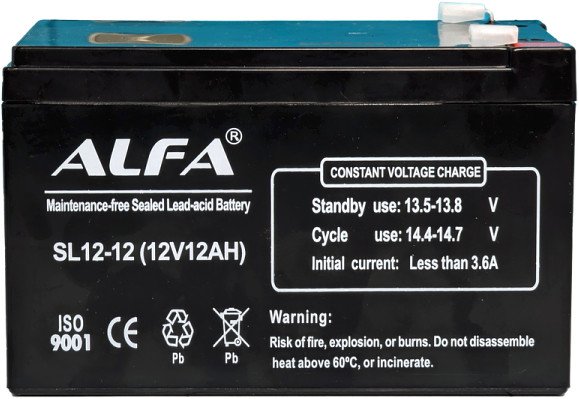 ALFA®
Maintenance-free Sealed Lead-acid Battery
SL12-12 (12V12AH)
CONSTANT VOLTAGE CHARGE
Standby use: 13.5-13.8 V
Cycle use: 14.4-14.7 V
Initial current: Less than 3.6A
ISO
9001
CE
Pb
Pb
Warning:
Risk of fire, explosion, or burns. Do not disassemble
heat above 60ºC, or incinerate.